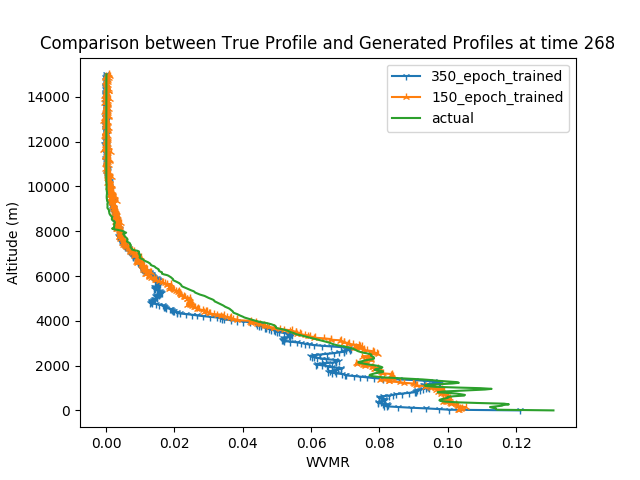 Comparison between True Profile and Generated Profiles at time 268
350_epoch_trained
150_epoch_trained
actual
14000
12000
10000
8000
6000
4000
2000
0
Altitude (m)
0.00 0.02 0.04 0.06 0.08 0.10 0.12
WVMR